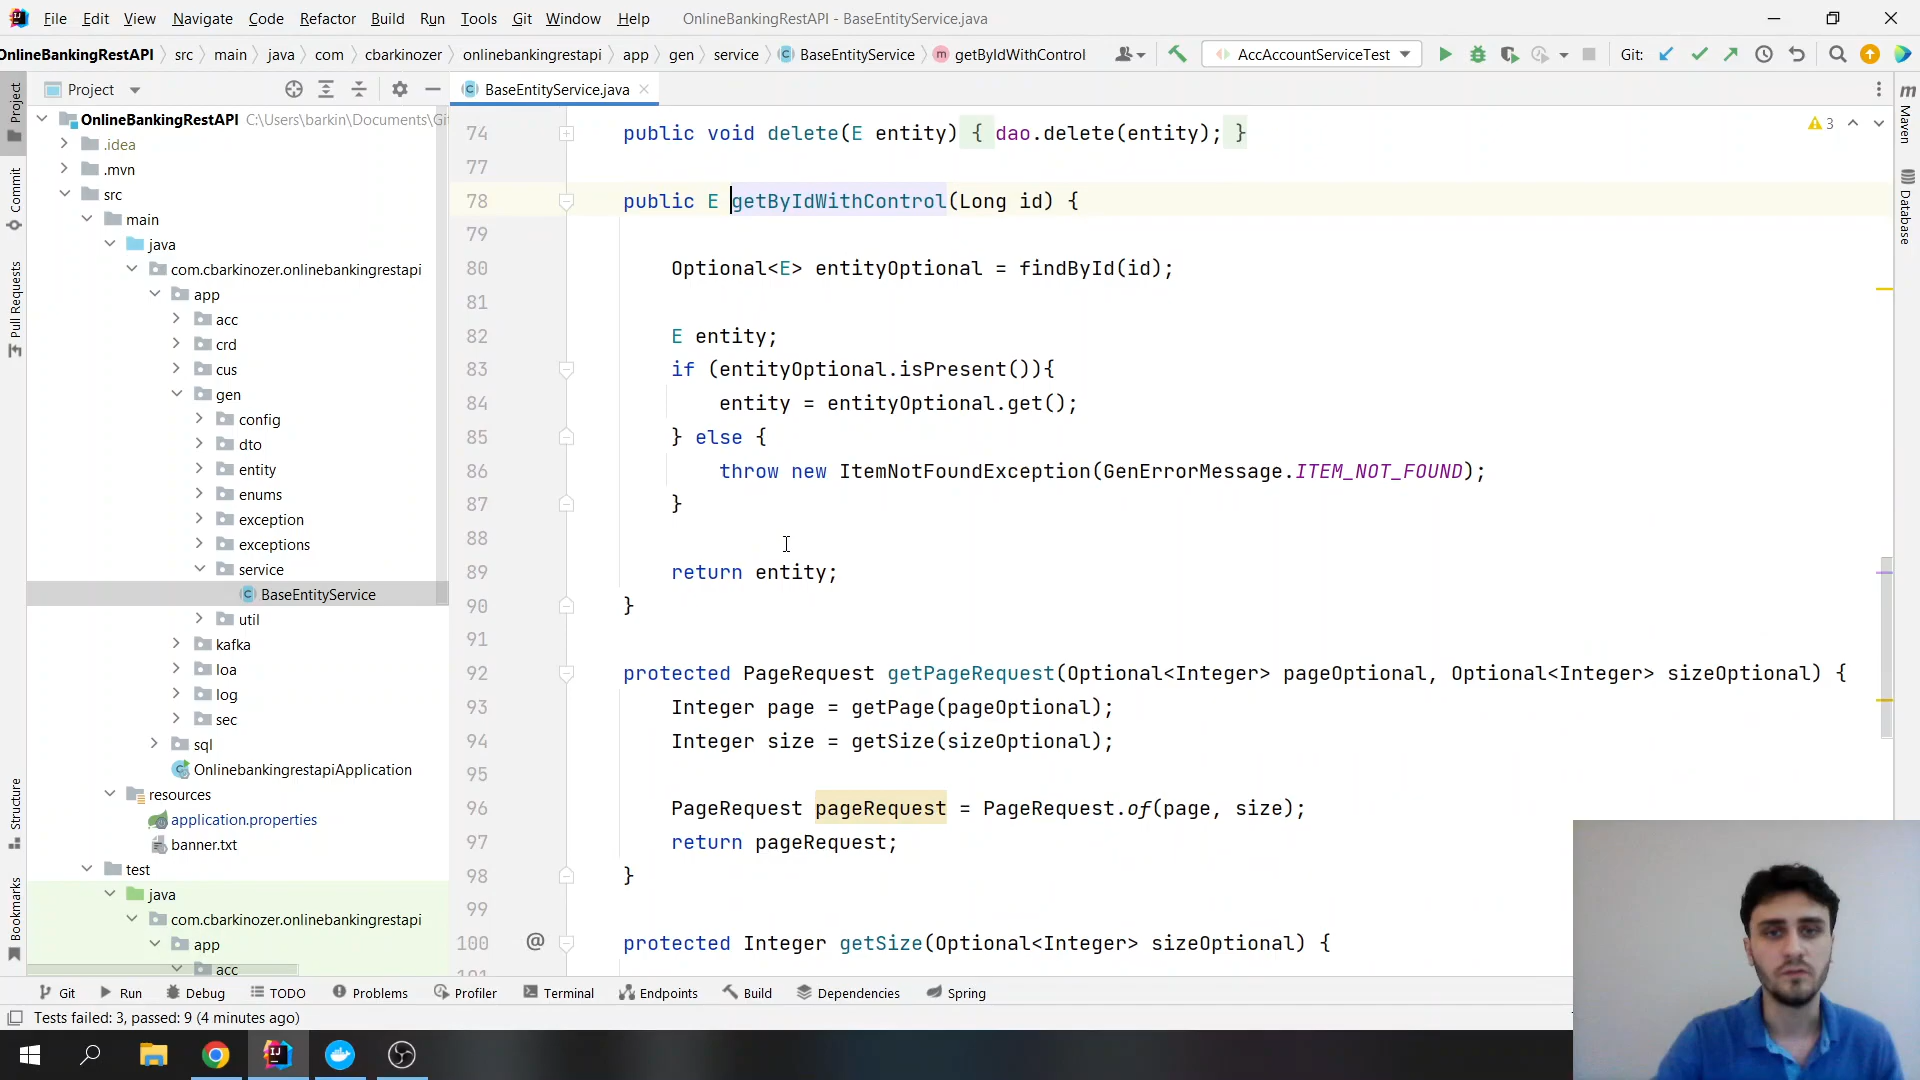 File Edit View Navigate Code Refactor Build Run Tools Git Window Help OnlineBankingRestAPI - BaseEntityService.java
OnlineBankingRestAPI src main java com cbarkinozer onlinebankingrestapi app gen service BaseEntityService getByIdWithControl AccAccountServiceTest Git:
Project
BaseEntityService.java
OnlineBankingRestAPI C:\Users\barkin\Documents\Gi
.idea
.mvn
src
main
java
com.cbarkinozer.onlinebankingrestapi
app
acc
crd
cus
gen
config
dto
entity
enums
exception
exceptions
service
BaseEntityService
util
kafka
loa
log
sec
sql
OnlinebankingrestapiApplication
resources
application.properties
banner.txt
test
java
com.cbarkinozer.onlinebankingrestapi
app
acc
Project
Commit
Pull Requests
Structure
Bookmarks
3
74 public void delete(E entity) { dao.delete(entity); }
77
78 public E getByIdWithControl(Long id) {
79
80 Optional<E> entityOptional = findById(id);
81
82 E entity;
83 if (entityOptional.isPresent()){
84 entity = entityOptional.get();
85 } else {
86 throw new ItemNotFoundException(GenErrorMessage.ITEM_NOT_FOUND);
87 }
88
89 return entity;
90 }
91
92 protected PageRequest getPageRequest(Optional<Integer> pageOptional, Optional<Integer> sizeOptional) {
93 Integer page = getPage(pageOptional);
94 Integer size = getSize(sizeOptional);
95
96 PageRequest pageRequest = PageRequest.of(page, size);
97 return pageRequest;
98 }
99
100 @ protected Integer getSize(Optional<Integer> sizeOptional) {
Maven
Database
Git Run Debug TODO Problems Profiler Terminal Endpoints Build Dependencies Spring
Tests failed: 3, passed: 9 (4 minutes ago)